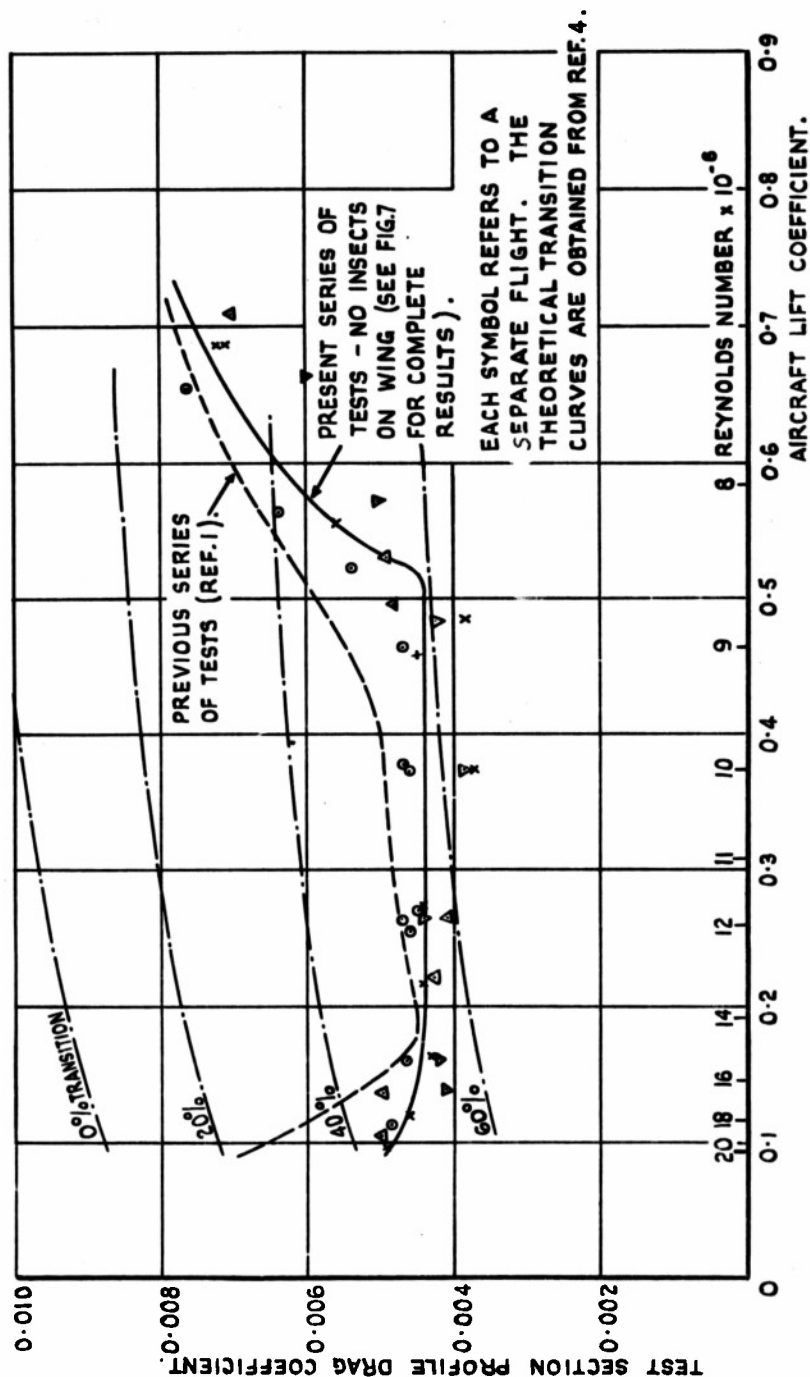 TEST SECTION PROFILE DRAG COEFFICIENT.
0·010
0·008
0·006
0·004
0·002
0
0% TRANSITION
20%
40%
60%
PREVIOUS SERIES
OF TESTS (REF.1).
PRESENT SERIES OF
TESTS - NO INSECTS
ON WING (SEE FIG.7
FOR COMPLETE
RESULTS).
EACH SYMBOL REFERS TO A
SEPARATE FLIGHT. THE
THEORETICAL TRANSITION
CURVES ARE OBTAINED FROM REF.4.
20 18 16 14 12 11 10 9 8 REYNOLDS NUMBER x 10⁻⁶
0 0·1 0·2 0·3 0·4 0·5 0·6 0·7 0·8 0·9
AIRCRAFT LIFT COEFFICIENT.